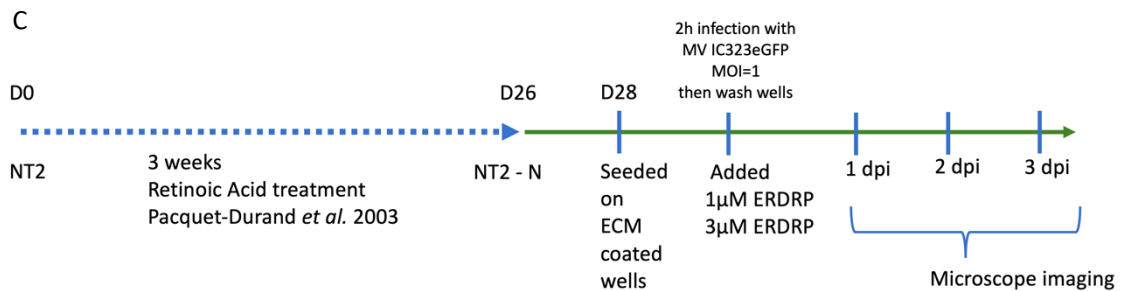 C
2h infection with
MV IC323eGFP
MOI=1
then wash wells
D0
D26
D28
NT2
3 weeks
Retinoic Acid treatment
Pacquet-Durand et al. 2003
NT2 - N
Seeded
on
ECM
coated
wells
Added
1µM ERDRP
3µM ERDRP
1 dpi
2 dpi
3 dpi
Microscope imaging